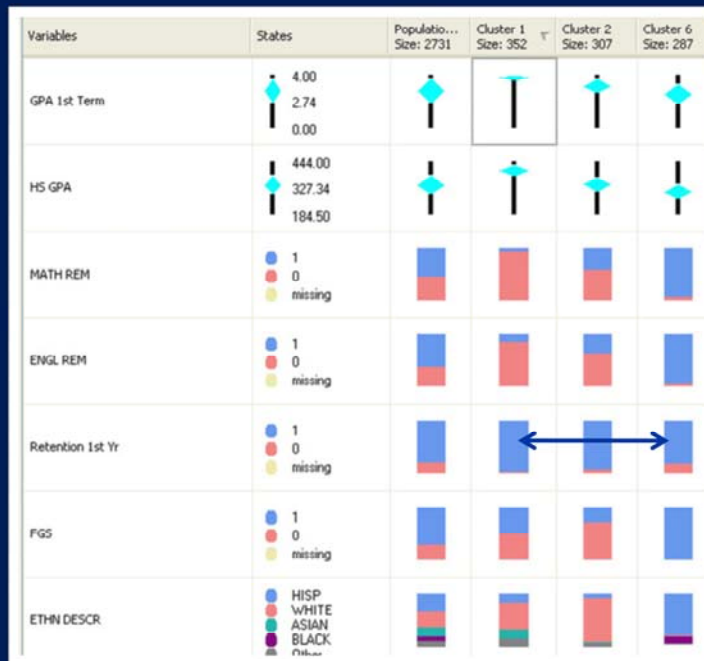 Variables States Populatio... Cluster 1 Cluster 2 Cluster 6
Size: 2731 Size: 352 Size: 307 Size: 287
GPA 1st Term
4.00
2.74
0.00
HS GPA
444.00
327.34
184.50
MATH REM
1
0
missing
ENGL REM
1
0
missing
Retention 1st Yr
1
0
missing
FGS
1
0
missing
ETHN DESCR
HISP
WHITE
ASIAN
BLACK
Other